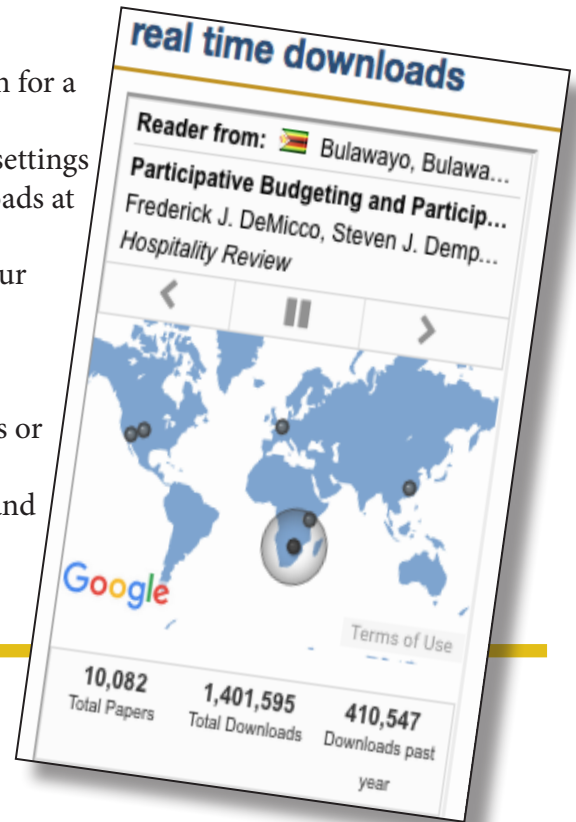 n for a
settings
ads at
ur
s or
and
real time downloads
Reader from: Bulawayo, Bulawa...
Participative Budgeting and Particip...
Frederick J. DeMicco, Steven J. Demp...
Hospitality Review
Google
Terms of Use
10,082 1,401,595 410,547
Total Papers Total Downloads Downloads past
year